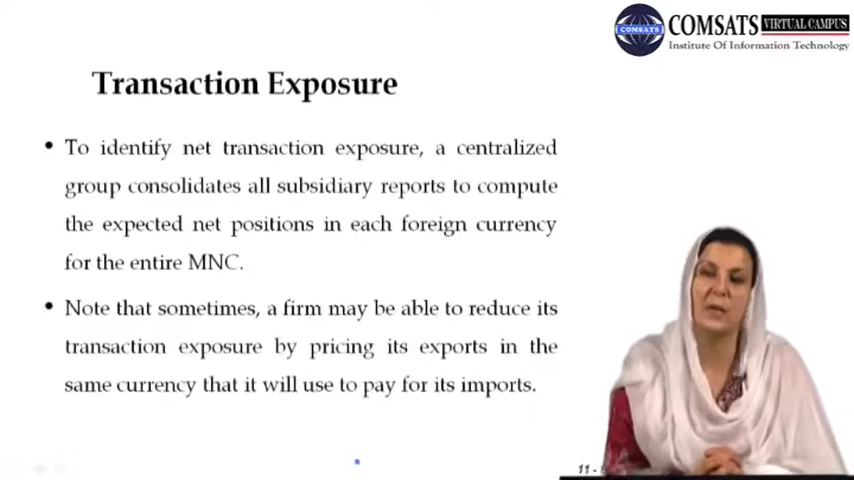 COMSATS
COMSATS VIRTUAL CAMPUS
Institute Of Information Technology
Transaction Exposure
• To identify net transaction exposure, a centralized
group consolidates all subsidiary reports to compute
the expected net positions in each foreign currency
for the entire MNC.
• Note that sometimes, a firm may be able to reduce its
transaction exposure by pricing its exports in the
same currency that it will use to pay for its imports.
11 -